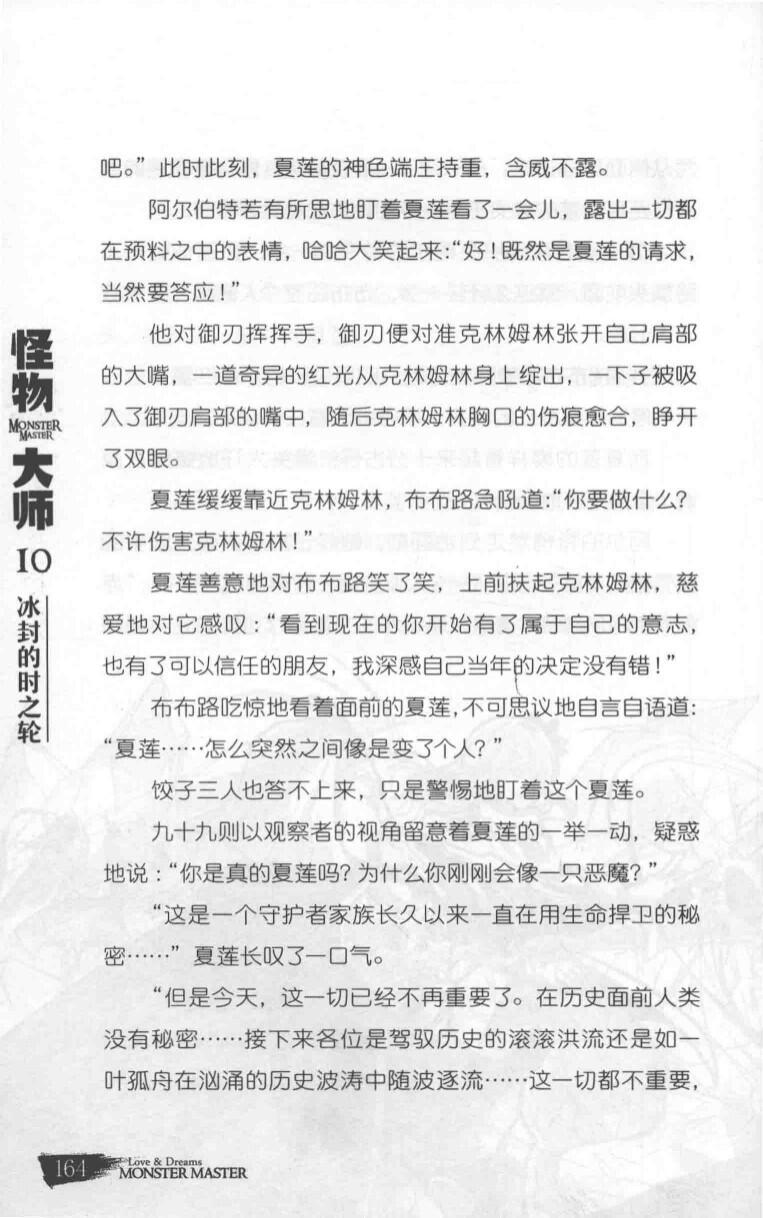 吧。”此时此刻，夏莲的神色端庄持重，含威不露。
阿尔伯特若有所思地盯着夏莲看了一会儿，露出一切都
在预料之中的表情，哈哈大笑起来：“好！既然是夏莲的请求，
当然要答应！”
他对御刃挥挥手，御刃便对准克林姆林张开自己肩部
的大嘴，一道奇异的红光从克林姆林身上绽出，一下子被吸
入了御刃肩部的嘴中，随后克林姆林胸口的伤痕愈合，睁开
了双眼。
夏莲缓缓靠近克林姆林，布布路急吼道：“你要做什么？
不许伤害克林姆林！”
夏莲善意地对布布路笑了笑，上前扶起克林姆林，慈
爱地对它感叹：“看到现在的你开始有了属于自己的意志，
也有了可以信任的朋友，我深感自己当年的决定没有错！”
布布路吃惊地看着面前的夏莲，不可思议地自言自语道：
“夏莲……怎么突然之间像是变了个人？”
饺子三人也答不上来，只是警惕地盯着这个夏莲。
九十九则以观察者的视角留意着夏莲的一举一动，疑惑
地说：“你是真的夏莲吗？为什么你刚刚会像一只恶魔？”
“这是一个守护者家族长久以来一直在用生命捍卫的秘
密……”夏莲长叹了一口气。
“但是今天，这一切已经不再重要了。在历史面前人类
没有秘密……接下来各位是驾驭历史的滚滚洪流还是如一
叶孤舟在汹涌的历史波涛中随波逐流……这一切都不重要，
怪物
MONSTER
MASTER
大师
10
冰封的时之轮
164
Love & Dreams
MONSTER MASTER